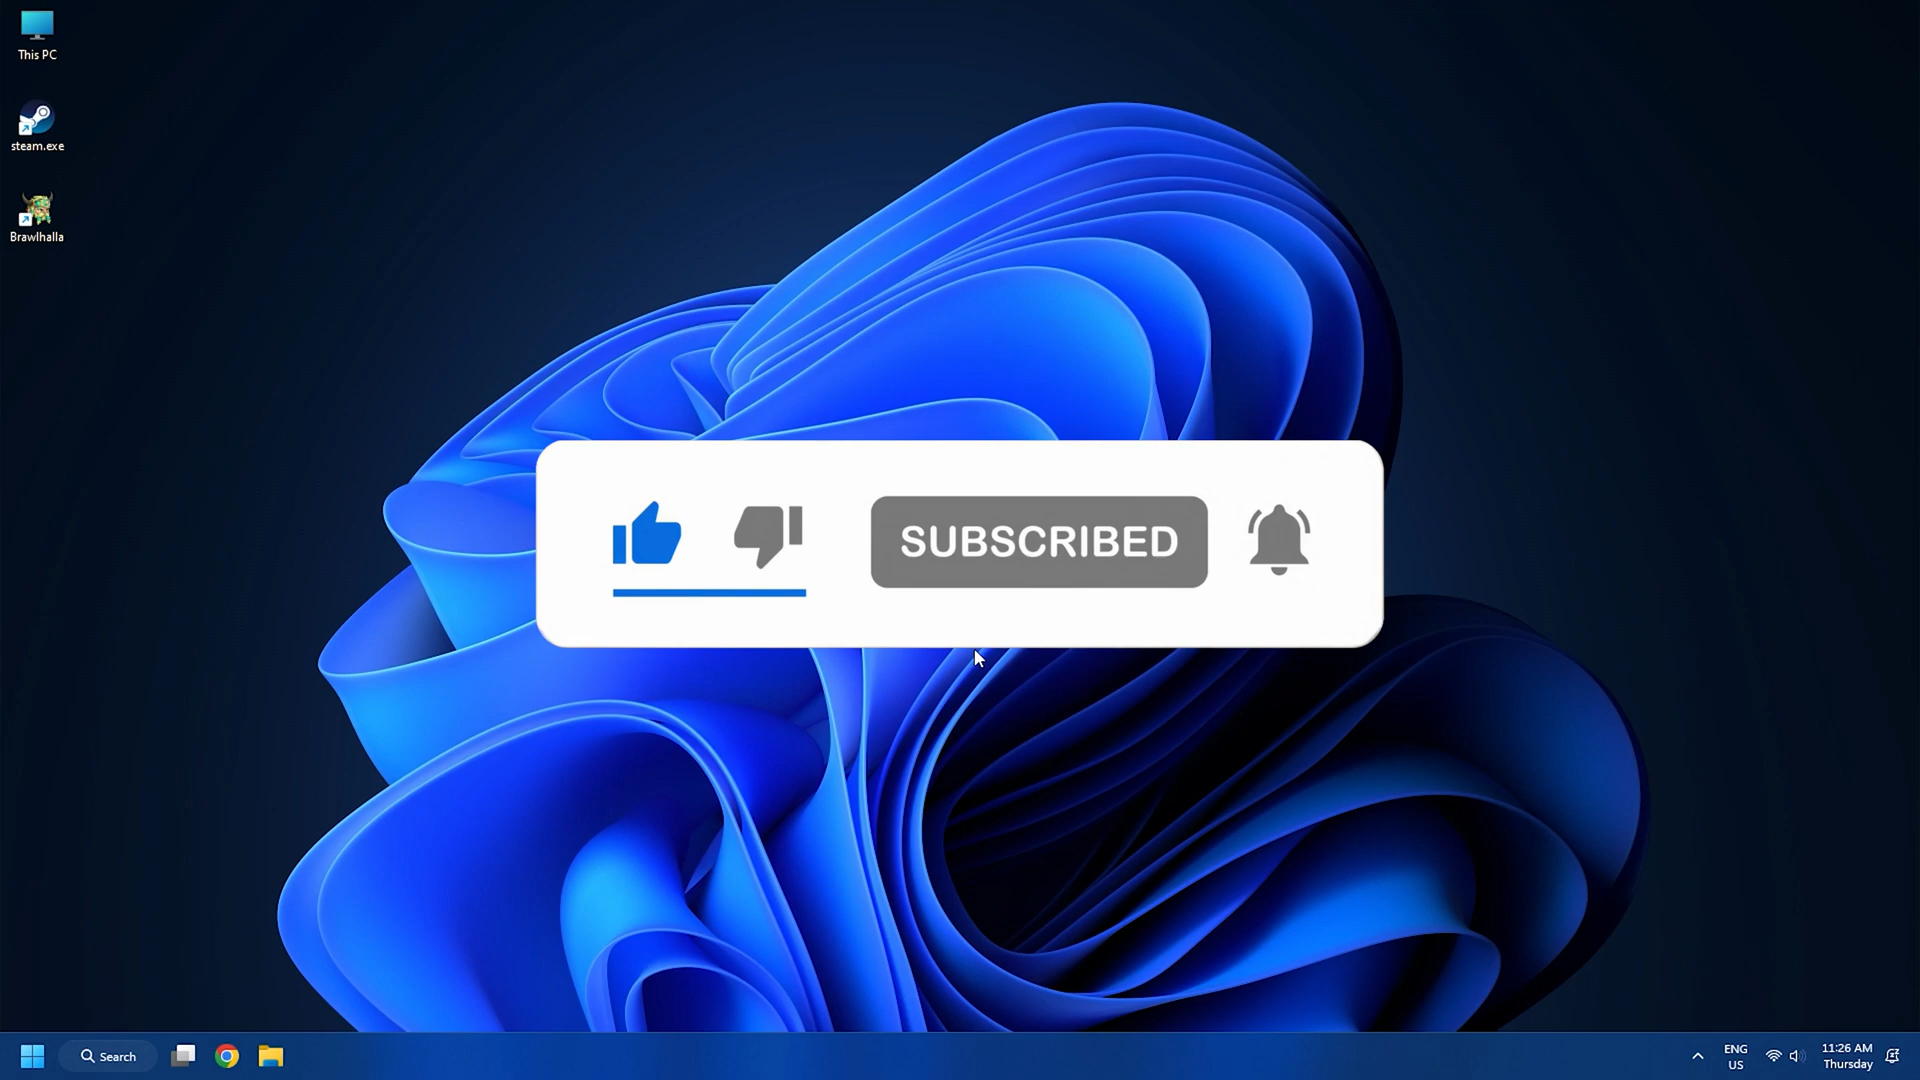 This PC
steam.exe
Brawlhalla
SUBSCRIBED
Search
ENG
US
11:26 AM
Thursday